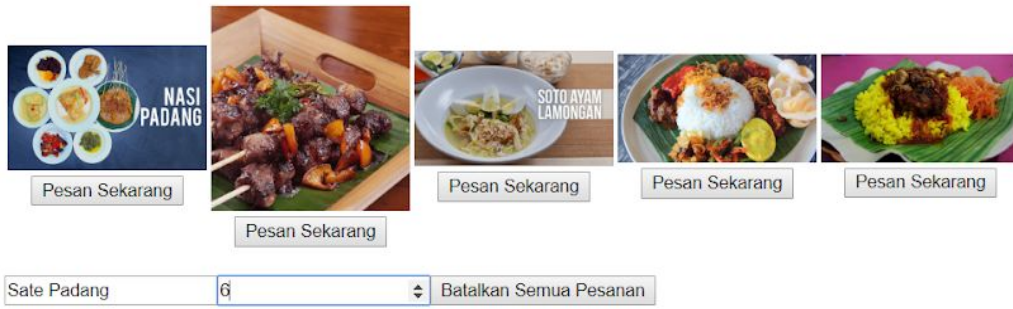 NASI
PADANG
SOTO AYAM
LAMONGAN
Pesan Sekarang
Pesan Sekarang
Pesan Sekarang
Pesan Sekarang
Pesan Sekarang
Sate Padang 6 Batalkan Semua Pesanan